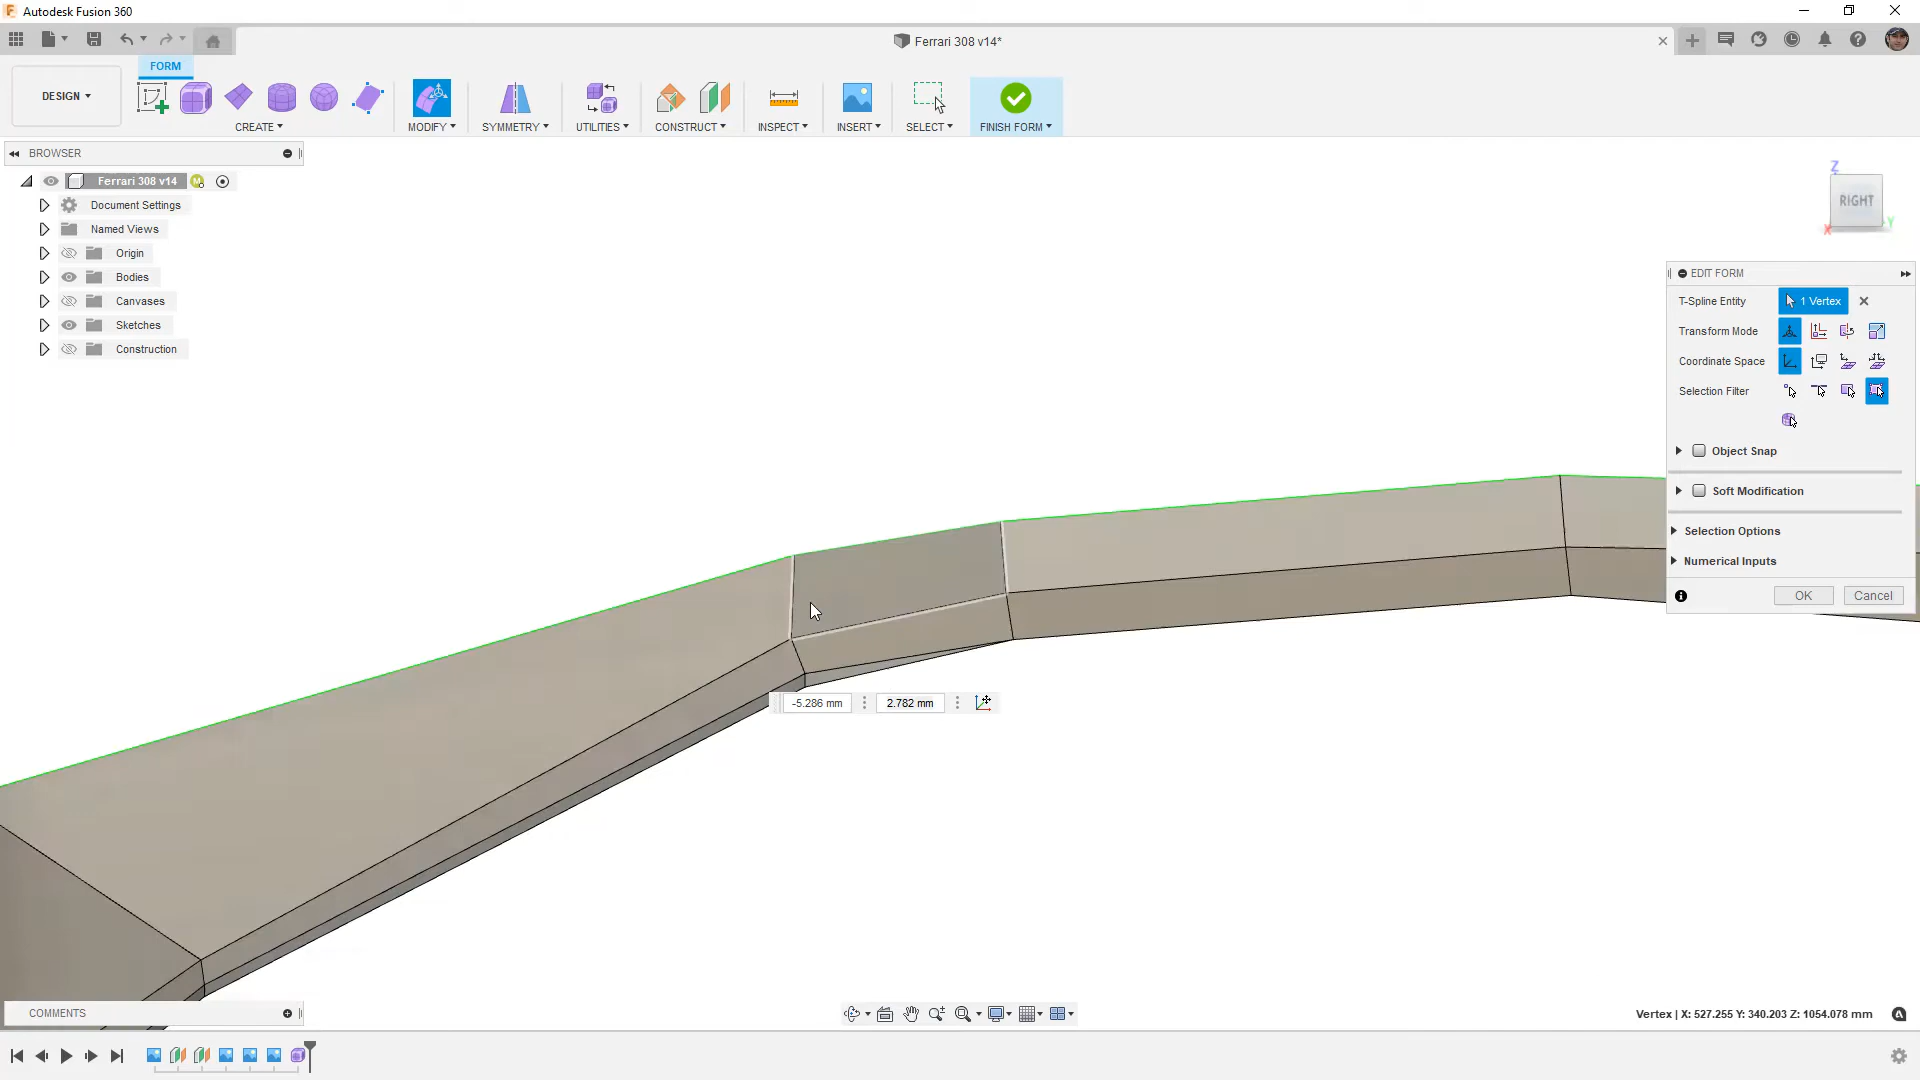 Autodesk Fusion 360
Ferrari 308 v14*
FORM
DESIGN
CREATE
MODIFY
SYMMETRY
UTILITIES
CONSTRUCT
INSPECT
INSERT
SELECT
FINISH FORM
BROWSER
Ferrari 308 v14
Document Settings
Named Views
Origin
Bodies
Canvases
Sketches
Construction
Z
RIGHT
Y
X
EDIT FORM
T-Spline Entity
1 Vertex
Transform Mode
Coordinate Space
Selection Filter
Object Snap
Soft Modification
Selection Options
Numerical Inputs
OK
Cancel
-5.286 mm
2.782 mm
COMMENTS
Vertex | X: 527.255 Y: 340.203 Z: 1054.078 mm